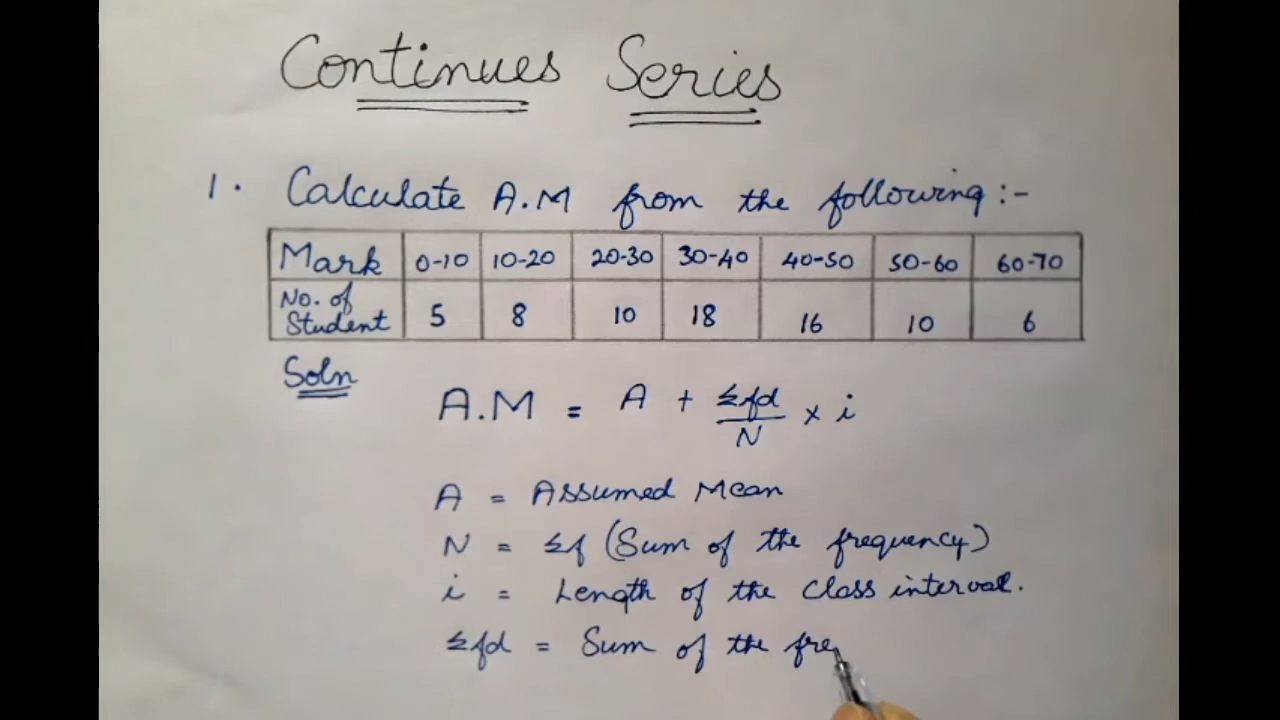 Continues Series
1. Calculate A.M from the following:-
Mark 0-10 10-20 20-30 30-40 40-50 50-60 60-70
No. of Student 5 8 10 18 16 10 6
Soln
A.M = A + Σfd/N × i
A = Assumed Mean
N = Σf (Sum of the frequency)
i = Length of the class interval.
Σfd = Sum of the fre